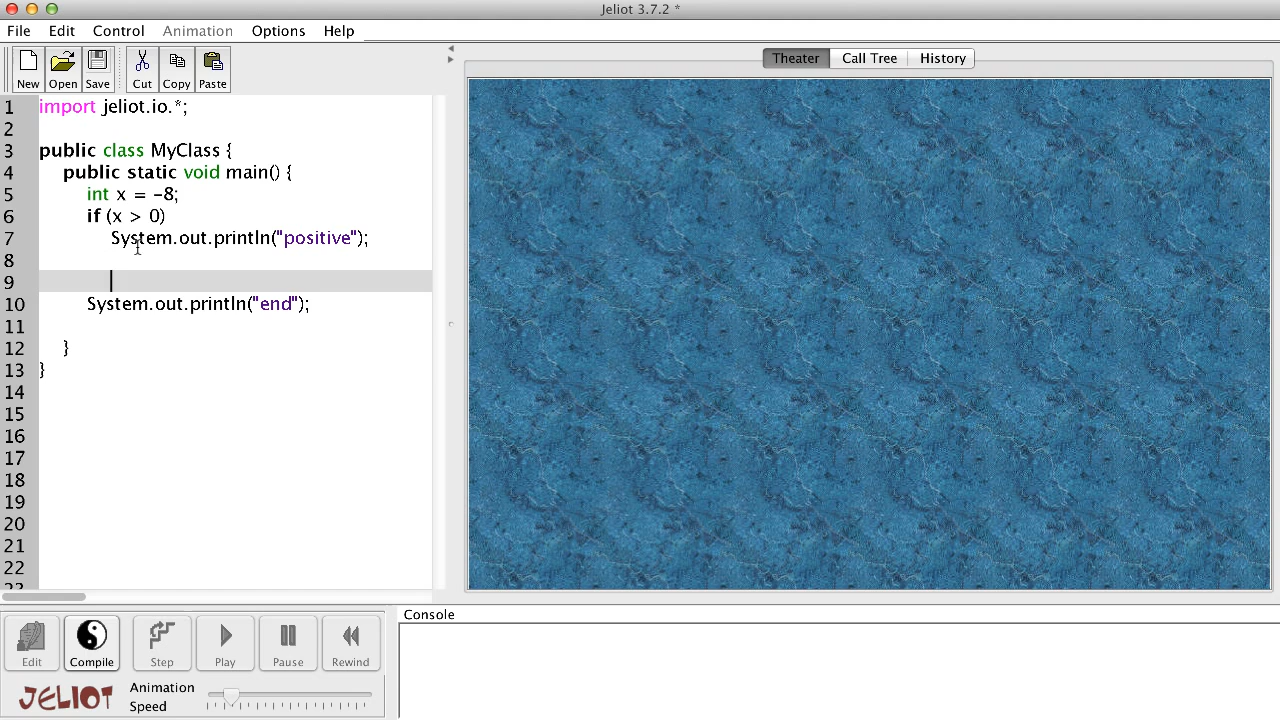 Jeliot 3.7.2 *
File Edit Control Animation Options Help
New Open Save Cut Copy Paste
Theater Call Tree History
1 import jeliot.io.*;
2
3 public class MyClass {
4 public static void main() {
5 int x = -8;
6 if (x > 0)
7 System.out.println("positive");
8
9
10 System.out.println("end");
11
12 }
13 }
14
15
16
17
18
19
20
21
22
23
Edit Compile Step Play Pause Rewind
JELIOT Animation Speed
Console